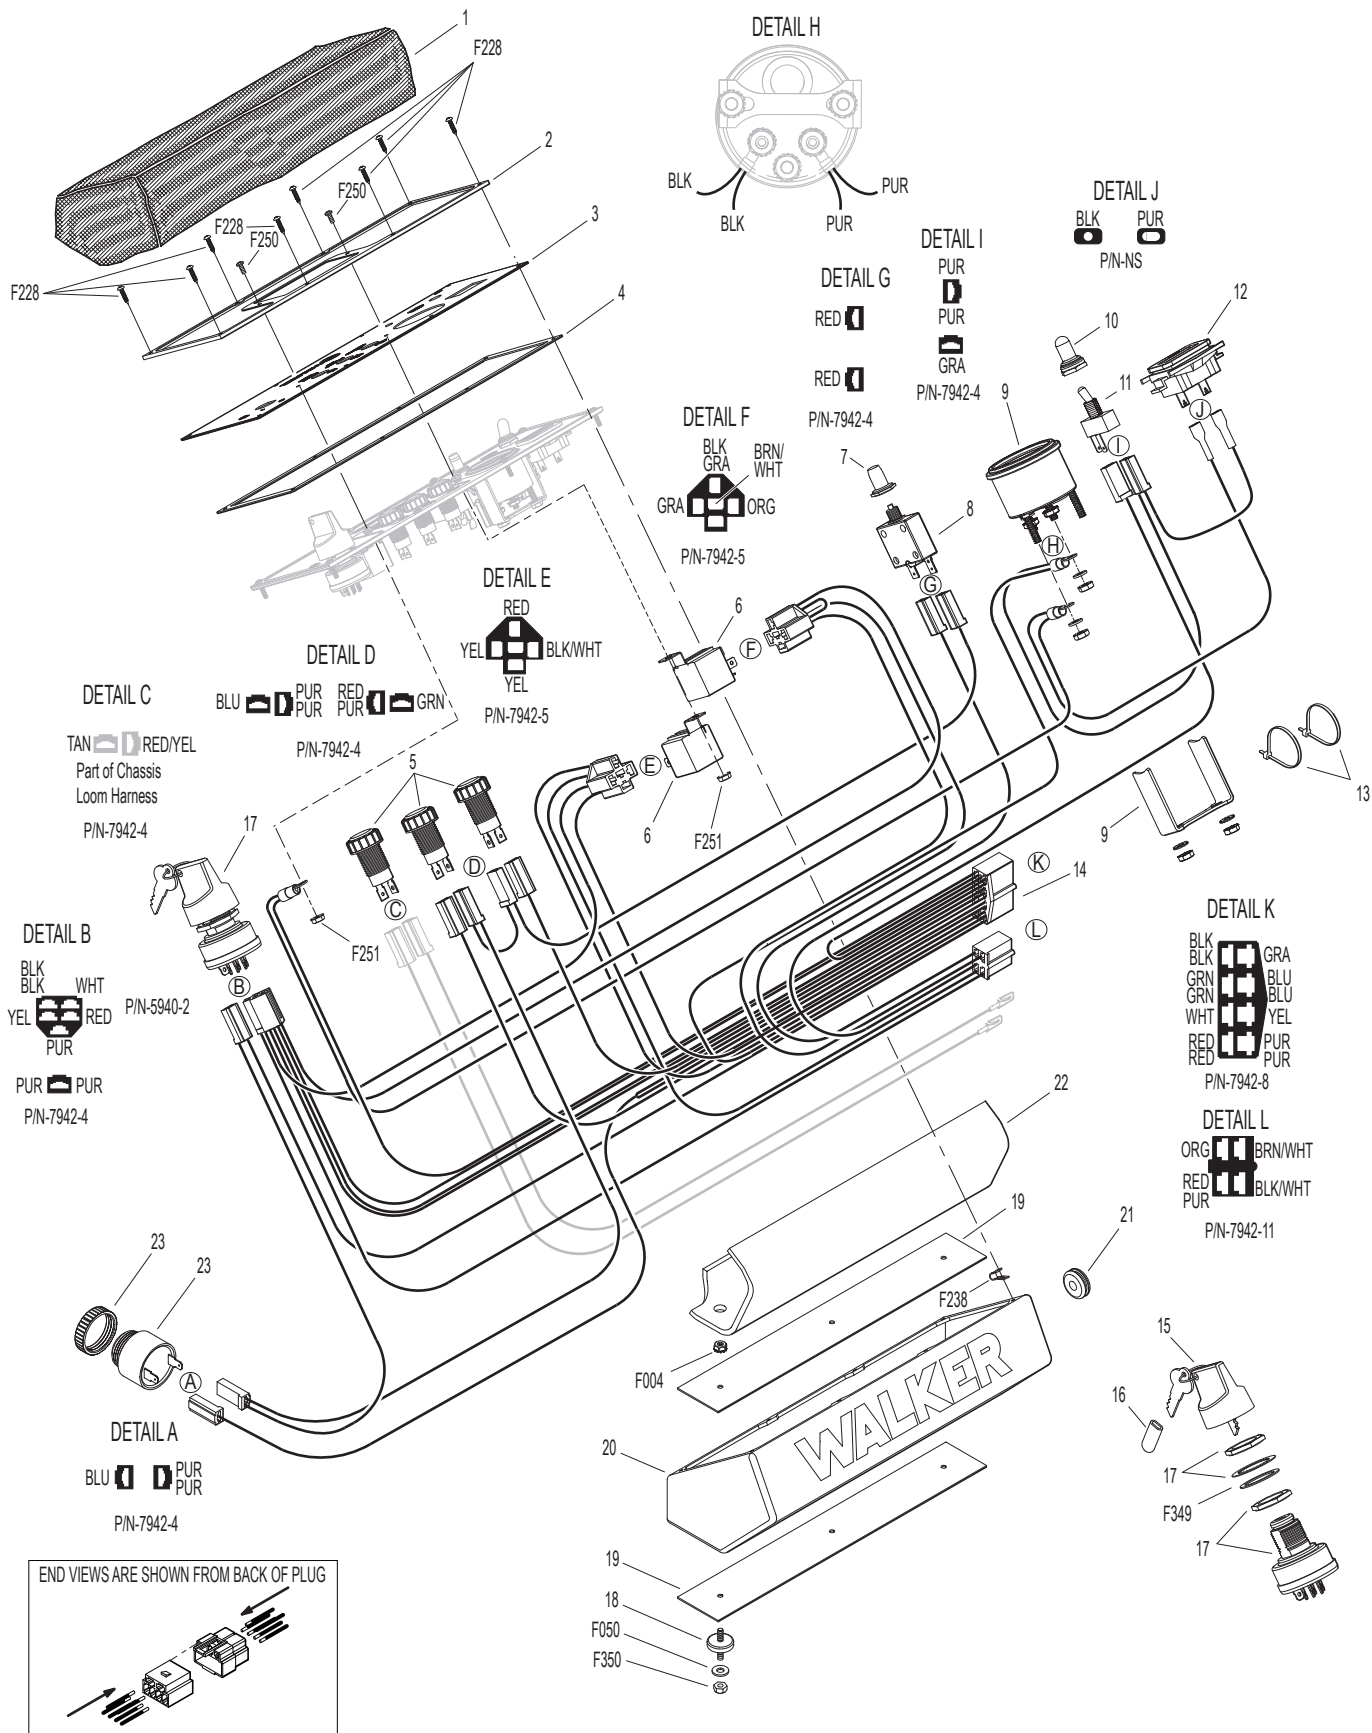 DETAIL H
1
F228
2
BLK
PUR
BLK
PUR
DETAIL J
BLK PUR
P/N-NS
F250
F228
F250
3
DETAIL I
PUR
PUR
GRA
P/N-7942-4
DETAIL G
RED
RED
P/N-7942-4
F228
4
10
12
11
J
9
I
DETAIL F
BLK
GRA
BRN/
WHT
GRA
ORG
P/N-7942-5
7
8
H
G
DETAIL E
RED
YEL
BLK/WHT
YEL
P/N-7942-5
6
F
DETAIL D
BLU
PUR
PUR
RED
PUR
GRN
P/N-7942-4
DETAIL C
TAN
RED/YEL
Part of Chassis
Loom Harness
P/N-7942-4
5
E
6
F251
13
9
17
D
C
K
14
L
F251
DETAIL B
BLK
BLK
WHT
YEL
RED
PUR
P/N-5940-2
PUR PUR
P/N-7942-4
B
DETAIL K
BLK
BLK
GRA
GRN
BLU
GRN
BLU
WHT
YEL
RED
PUR
RED
PUR
P/N-7942-8
22
DETAIL L
ORG
BRN/WHT
RED
PUR
BLK/WHT
P/N-7942-11
19
21
F238
23
23
A
F004
WALKER
15
16
DETAIL A
BLU
PUR
PUR
P/N-7942-4
20
17
F349
17
END VIEWS ARE SHOWN FROM BACK OF PLUG
19
18
F050
F350